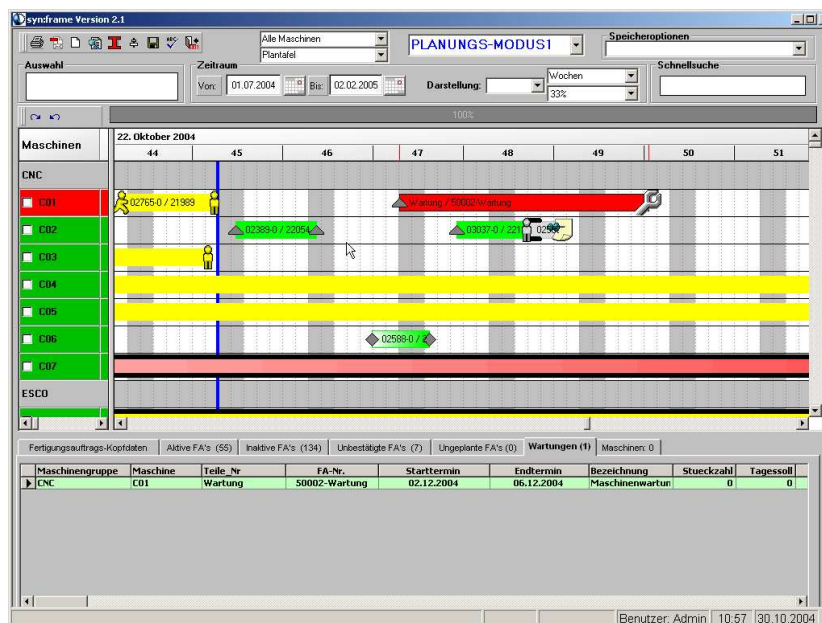 syn:frame Version 2.1
Alle Maschinen
Plantafel
PLANUNGS-MODUS1
Speicheroptionen
Auswahl
Zeitraum
Von: 01.07.2004 Bis: 02.02.2005
Darstellung:
Wochen
33%
Schnellsuche
100%
Maschinen
22. Oktober 2004
44 45 46 47 48 49 50 51
CNC
C01 02765-0 / 21989 Wartung / 50002-Wartung
C02 02389-0 / 22054 03037-0 / 221
C03
C04
C05
C06 02588-0 / 2
C07
ESCO
Fertigungsauftrags-Kopfdaten Aktive FA's (55) Inaktive FA's (134) Unbestätigte FA's (7) Ungeplante FA's (0) Wartungen (1) Maschinen: 0
Maschinengruppe Maschine Teile_Nr FA-Nr. Starttermin Endtermin Bezeichnung Stueckzahl Tagessoll
CNC C01 Wartung 50002-Wartung 02.12.2004 06.12.2004 Maschinenwartun 0 0
Benutzer: Admin 10:57 30.10.2004